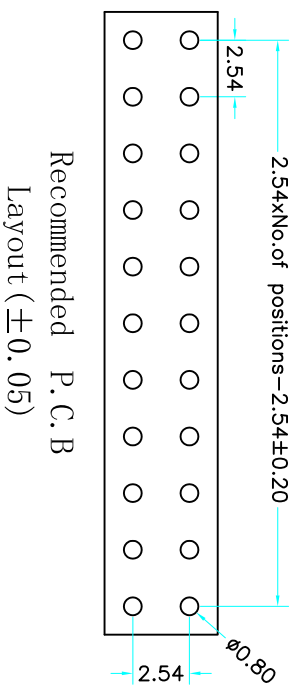 2.54xNo.of positions-2.54±0.20
2.54
ø0.80
2.54
Recommended P.C.B
Layout(±0.05)